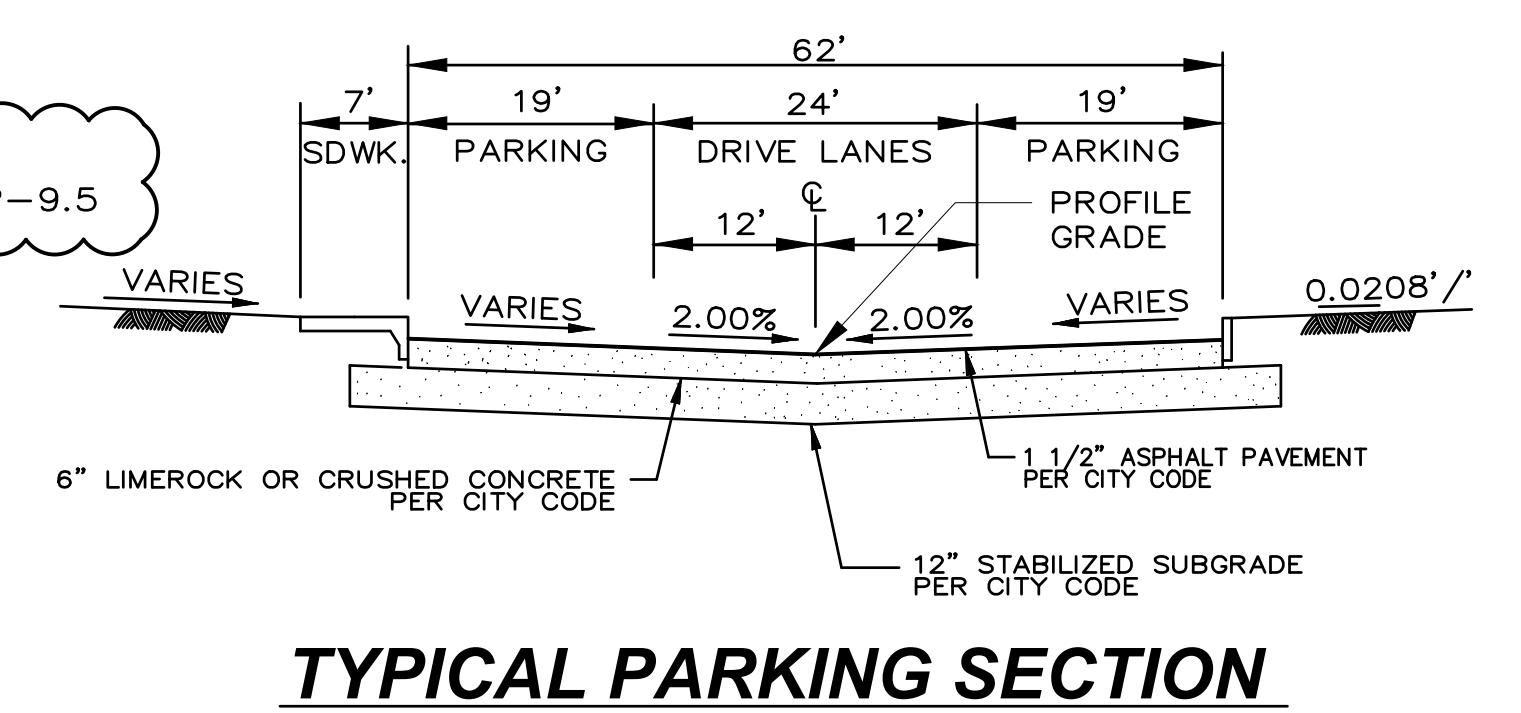 62'
7' 19' 24' 19'
SDWK. PARKING DRIVE LANES PARKING
-9.5
℄
12' 12'
PROFILE
GRADE
VARIES VARIES 2.00% 2.00% VARIES 0.0208'/'
6" LIMEROCK OR CRUSHED CONCRETE
PER CITY CODE
1 1/2" ASPHALT PAVEMENT
PER CITY CODE
12" STABILIZED SUBGRADE
PER CITY CODE
TYPICAL PARKING SECTION